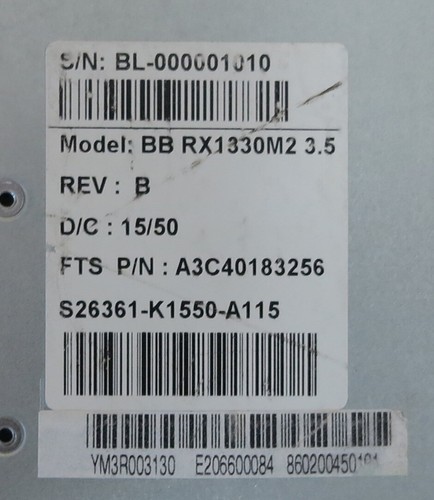 S/N: BL-000001010
Model: BB RX1330M2 3.5
REV : B
D/C : 15/50
FTS P/N : A3C40183256
S26361-K1550-A115
YM3R003130 E206600084